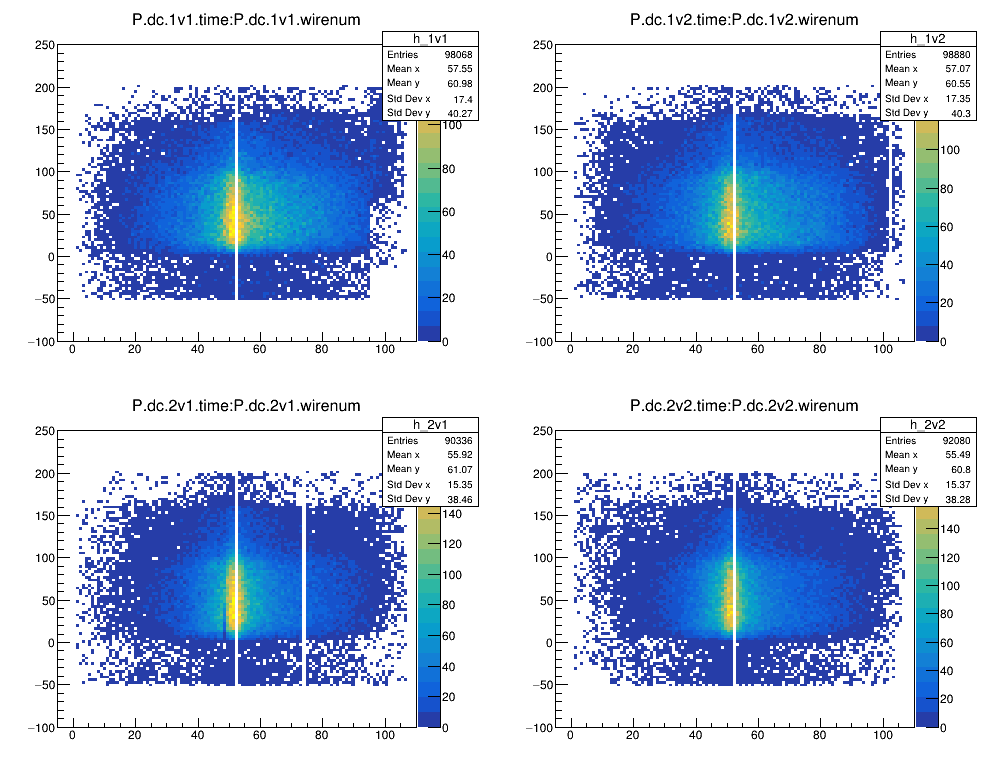 P.dc.1v1.time:P.dc.1v1.wirenum
h_1v1
Entries 98068
Mean x 57.55
Mean y 60.98
Std Dev x 17.4
Std Dev y 40.27
250
200
150
100
50
0
−50
−100
0 20 40 60 80 100
100
80
60
40
20
0
P.dc.1v2.time:P.dc.1v2.wirenum
h_1v2
Entries 98880
Mean x 57.07
Mean y 60.55
Std Dev x 17.35
Std Dev y 40.3
250
200
150
100
50
0
−50
−100
0 20 40 60 80 100
100
80
60
40
20
0
P.dc.2v1.time:P.dc.2v1.wirenum
h_2v1
Entries 90336
Mean x 55.92
Mean y 61.07
Std Dev x 15.35
Std Dev y 38.46
250
200
150
100
50
0
−50
−100
0 20 40 60 80 100
140
120
100
80
60
40
20
0
P.dc.2v2.time:P.dc.2v2.wirenum
h_2v2
Entries 92080
Mean x 55.49
Mean y 60.8
Std Dev x 15.37
Std Dev y 38.28
250
200
150
100
50
0
−50
−100
0 20 40 60 80 100
140
120
100
80
60
40
20
0